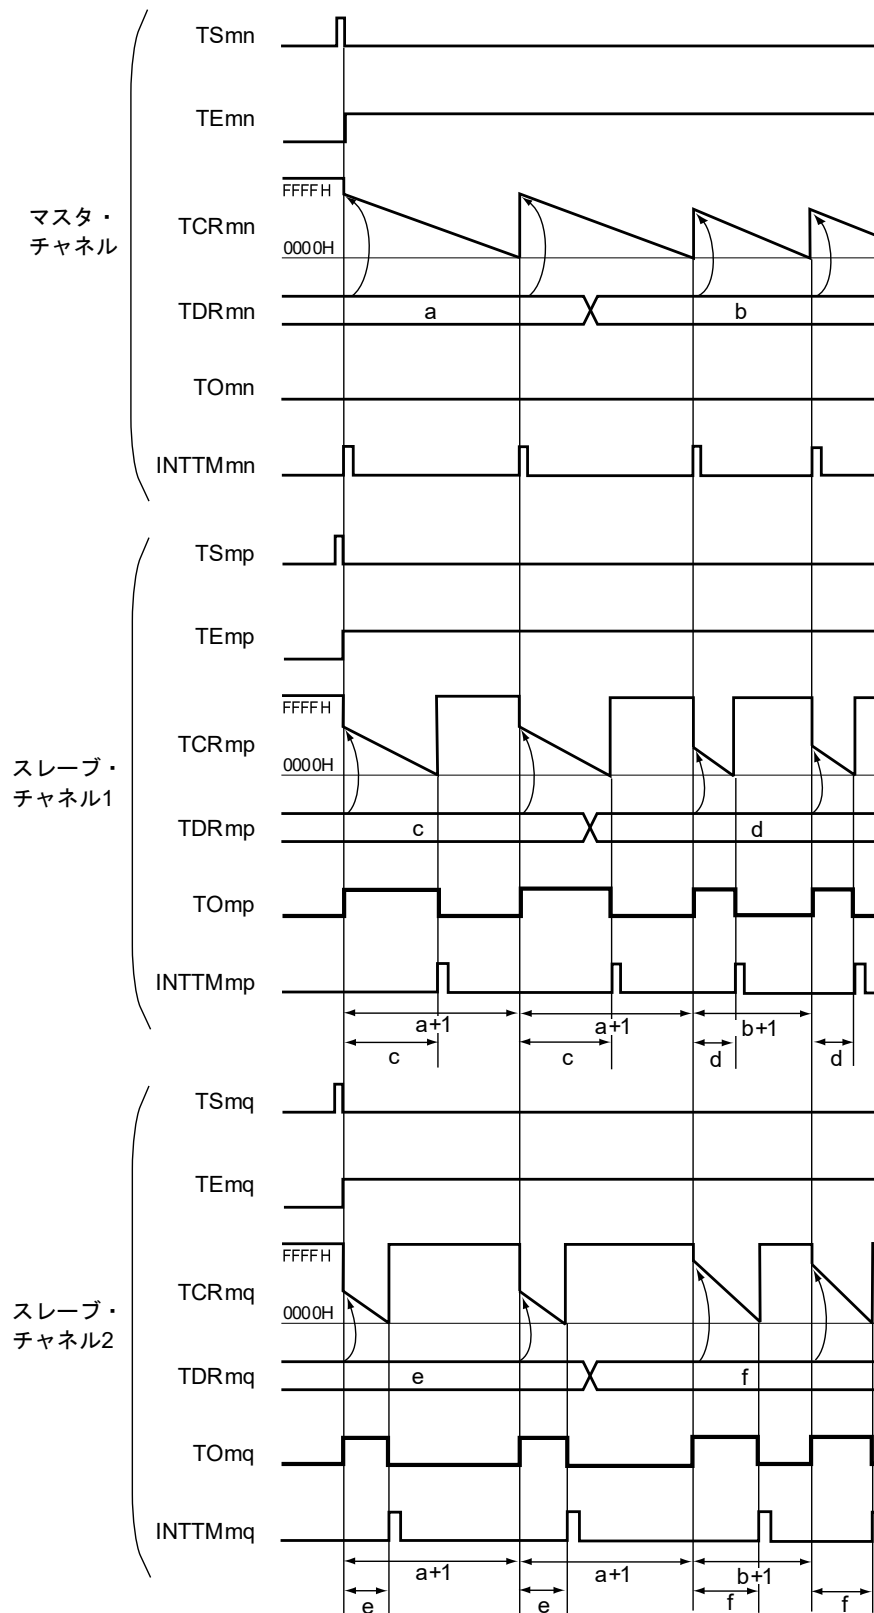 TSmn
TEmn
FFFFH
TCRmn
0000H
マスタ・
チャネル
TDRmn
a
b
TOmn
INTTMmn
TSmp
TEmp
FFFFH
TCRmp
0000H
スレーブ・
チャネル1
TDRmp
c
d
TOmp
INTTMmp
a+1
a+1
b+1
c
c
d
d
TSmq
TEmq
FFFFH
TCRmq
0000H
スレーブ・
チャネル2
TDRmq
e
f
TOmq
INTTMmq
a+1
a+1
b+1
e
e
f
f